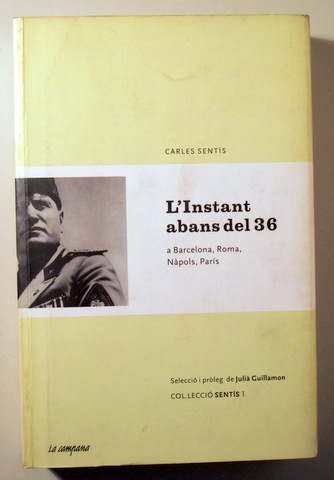 CARLES SENTÍS
L'Instant
abans del 36
a Barcelona, Roma,
Nàpols, París
Selecció i pròleg de Julià Guillamon
COL.LECCIÓ SENTÍS 1
La campana